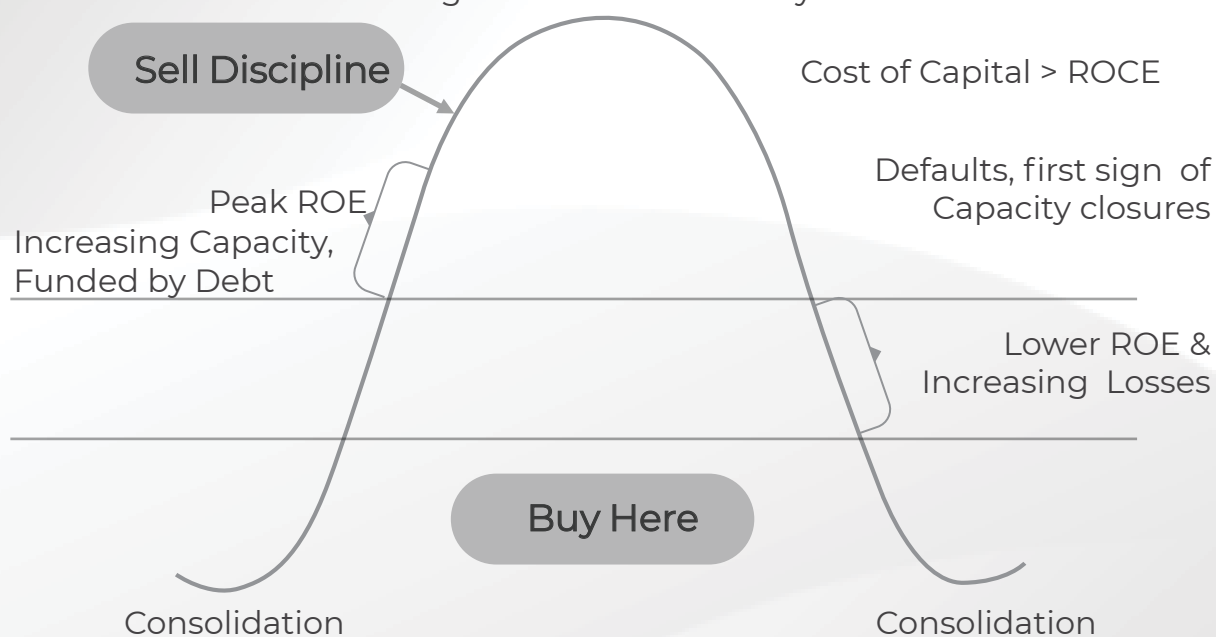 Sell Discipline
Cost of Capital > ROCE
Defaults, first sign of
Capacity closures
Peak ROE
Increasing Capacity,
Funded by Debt
Lower ROE &
Increasing Losses
Buy Here
Consolidation
Consolidation